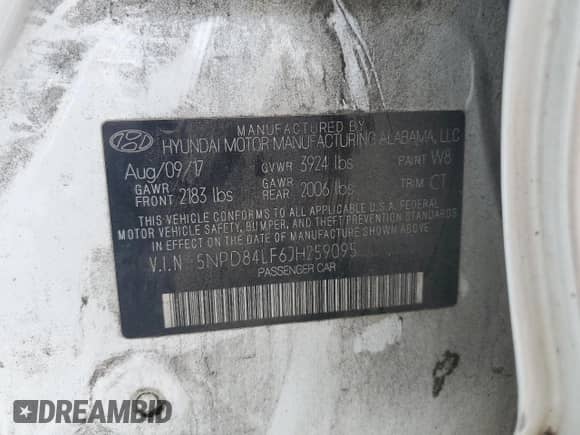 MANUFACTURED BY
HYUNDAI MOTOR MANUFACTURING ALABAMA, LLC
Aug/09/17 GVWR 3924 lbs PAINT W8
GAWR FRONT 2183 lbs GAWR REAR 2006 lbs TRIM CT
THIS VEHICLE CONFORMS TO ALL APPLICABLE U.S.A. FEDERAL
MOTOR VEHICLE SAFETY, BUMPER, AND THEFT PREVENTION STANDARDS
IN EFFECT ON THE DATE OF MANUFACTURE SHOWN ABOVE.
V.I.N 5NPD84LF6JH259095
PASSENGER CAR
DREAMBID